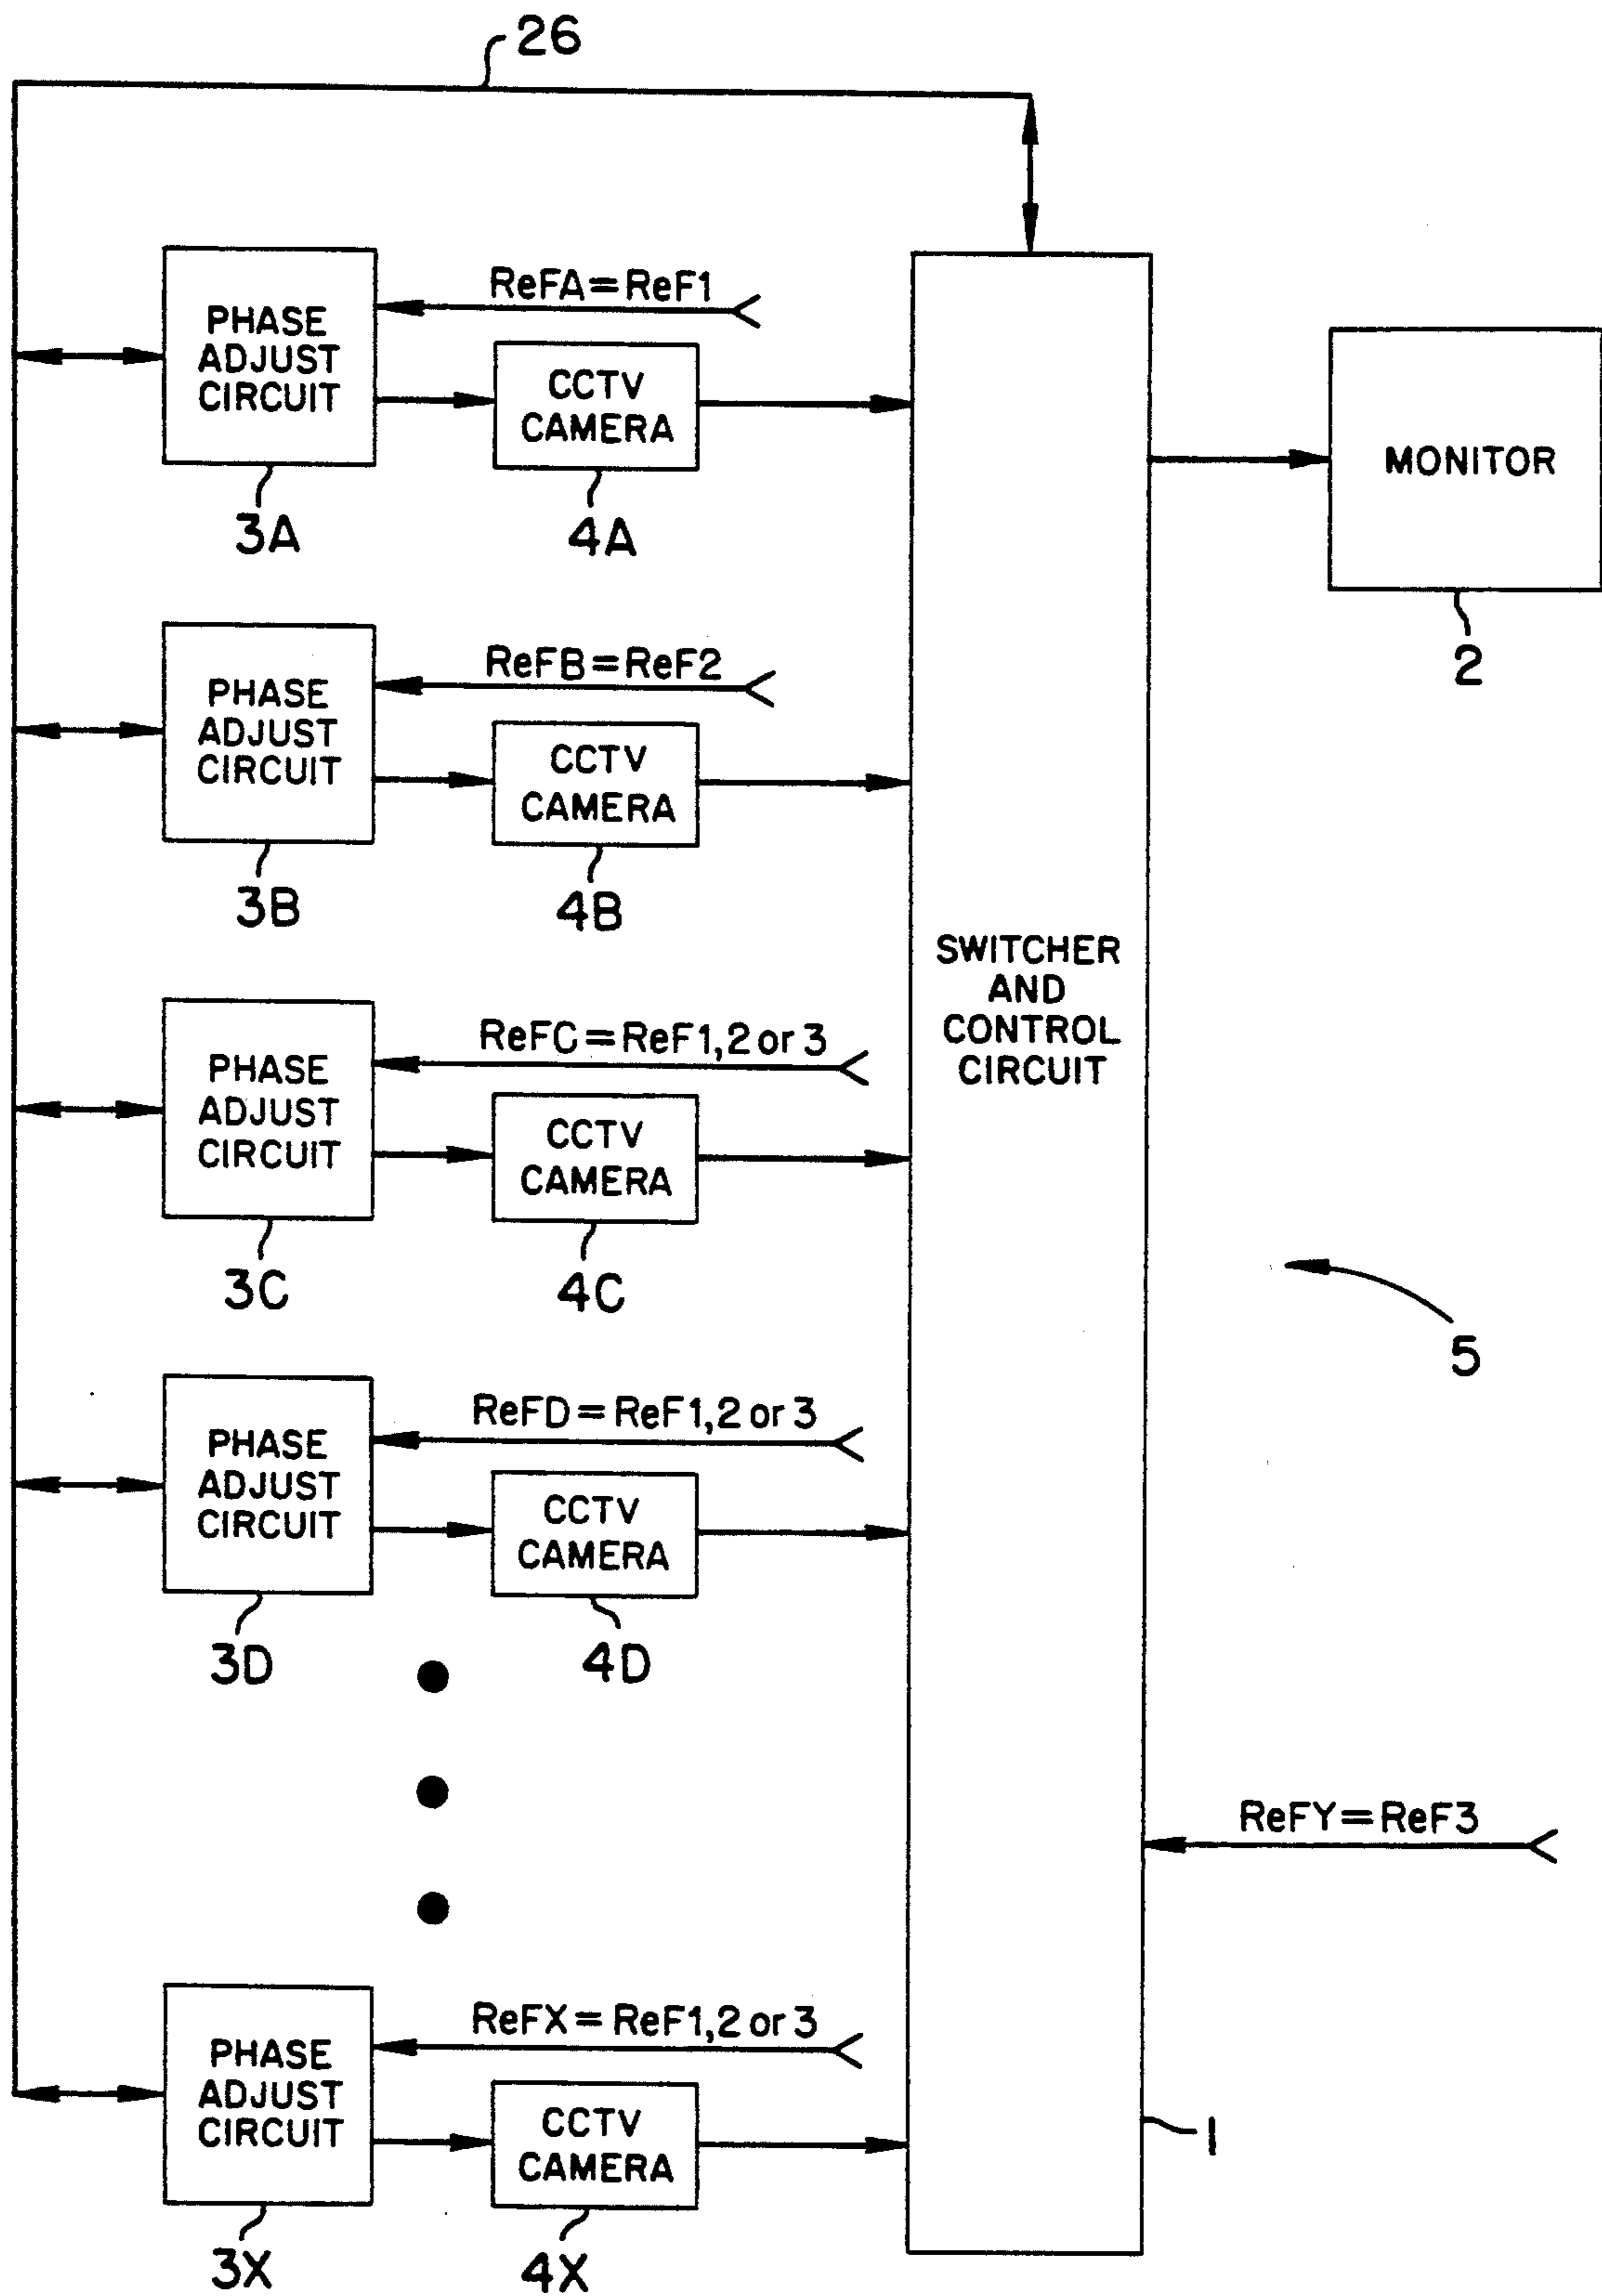 26
ReFA=ReF1
PHASE
ADJUST
CIRCUIT
CCTV
CAMERA
MONITOR
3A
4A
2
ReFB=ReF2
PHASE
ADJUST
CIRCUIT
CCTV
CAMERA
3B
4B
SWITCHER
AND
CONTROL
CIRCUIT
ReFC=ReF1,2 or 3
PHASE
ADJUST
CIRCUIT
CCTV
CAMERA
3C
4C
5
ReFD=ReF1,2 or 3
PHASE
ADJUST
CIRCUIT
CCTV
CAMERA
3D
4D
ReFY=ReF3
ReFX=ReF1,2 or 3
PHASE
ADJUST
CIRCUIT
CCTV
CAMERA
1
3X
4X